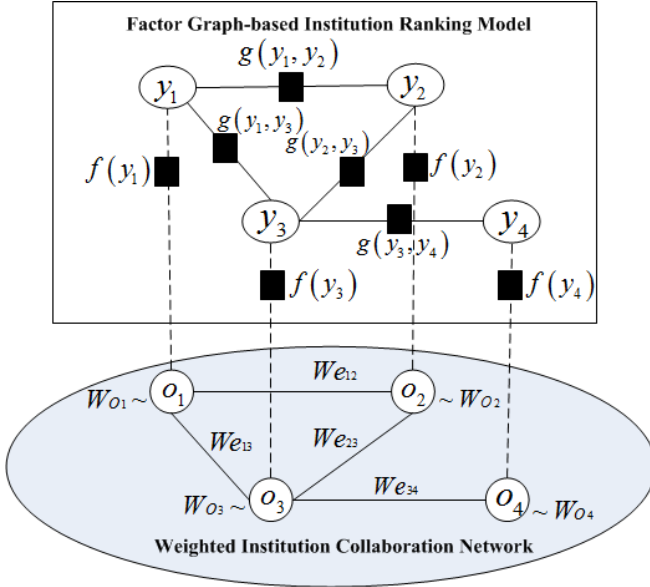 Factor Graph-based Institution Ranking Model
g(y1, y2)
y1
y2
g(y1, y3)
g(y2, y3)
f(y1)
f(y2)
y3
y4
g(y3, y4)
f(y3)
f(y4)
We12
WO1 ~ o1
o2 ~ WO2
We13
We23
We34
WO3 ~ o3
o4 ~ WO4
Weighted Institution Collaboration Network